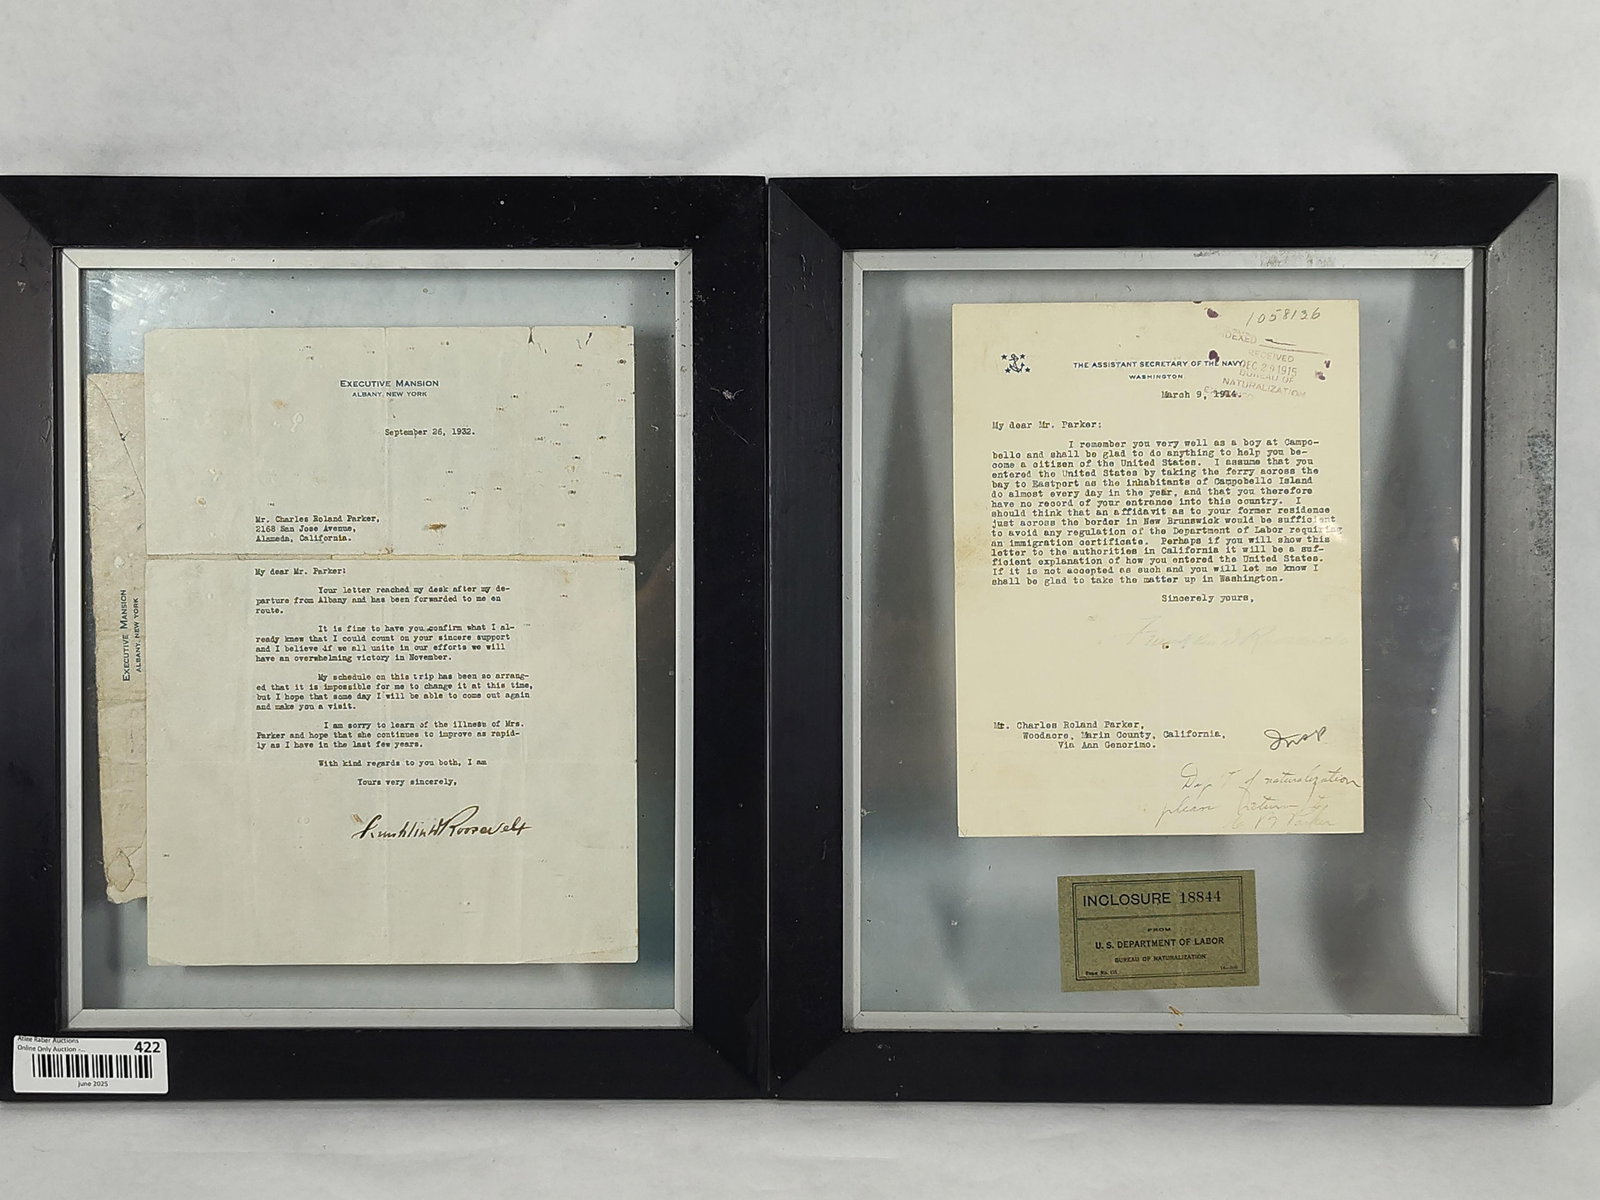 EXECUTIVE MANSION
ALBANY, NEW YORK
EXECUTIVE MANSION
ALBANY, NEW YORK
September 26, 1932.
Mr. Charles Roland Parker,
2168 San Jose Avenue,
Alameda, California.
My dear Mr. Parker:
Your letter reached my desk after my de-
parture from Albany and has been forwarded to me en
route.
It is fine to have you confirm what I al-
ready knew that I could count on your sincere support
and I believe if we all unite in our efforts we will
have an overwhelming victory in November.
My schedule on this trip has been so arrang-
ed that it is impossible for me to change it at this time,
but I hope that some day I will be able to come out again
and make you a visit.
I am sorry to learn of the illness of Mrs.
Parker and hope that she continues to improve as rapid-
ly as I have in the last few years.
With kind regards to you both, I am
Yours very sincerely,
Franklin D Roosevelt
Atlee Raber Auctions
Online Only Auction -...
422
june 2025
1058136
INDEXED
RECEIVED
DEC 29 1915
BUREAU OF
NATURALIZATION
THE ASSISTANT SECRETARY OF THE NAVY
WASHINGTON
March 9, 1914.
My dear Mr. Parker:
I remember you very well as a boy at Campo-
bello and shall be glad to do anything to help you be-
come a citizen of the United States. I assume that you
entered the United States by taking the ferry across the
bay to Eastport as the inhabitants of Campobello Island
do almost every day in the year, and that you therefore
have no record of your entrance into this country. I
should think that an affidavit as to your former residence
just across the border in New Brunswick would be sufficient
to avoid any regulation of the Department of Labor requiring
an immigration certificate. Perhaps if you will show this
letter to the authorities in California it will be a suf-
ficient explanation of how you entered the United States.
If it is not accepted as such and you will let me know I
shall be glad to take the matter up in Washington.
Sincerely yours,
Franklin D Roosevelt
Mr. Charles Roland Parker,
Woodacre, Marin County, California,
Via Ann Genorimo.
Dep't of naturalization
please return to
C R Parker
INCLOSURE 18844
FROM
U. S. DEPARTMENT OF LABOR
BUREAU OF NATURALIZATION